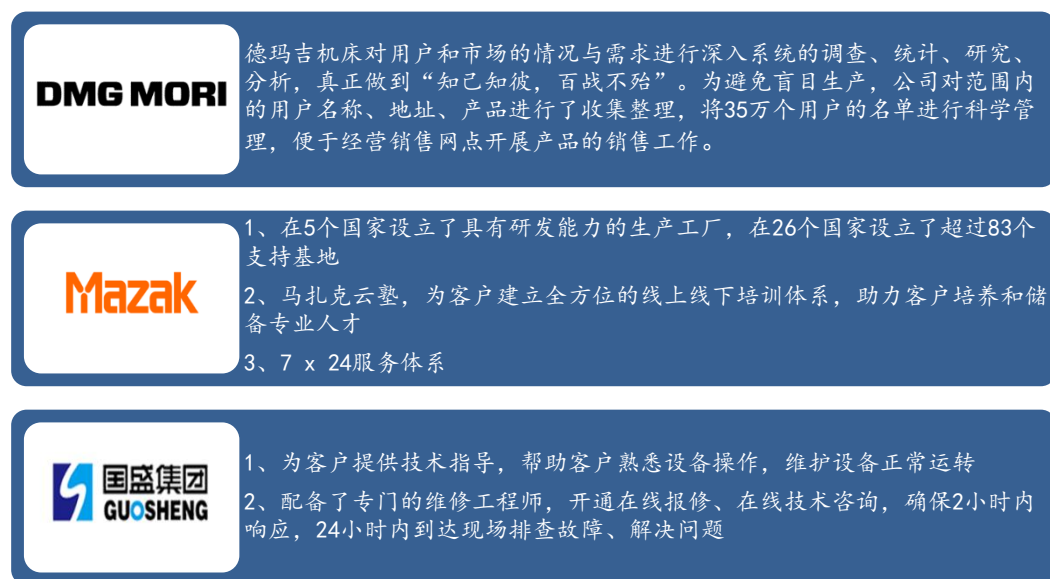 DMG MORI
德玛吉机床对用户和市场的情况与需求进行深入系统的调查、统计、研究、
分析，真正做到“知己知彼，百战不殆”。为避免盲目生产，公司对范围内
的用户名称、地址、产品进行了收集整理，将35万个用户的名单进行科学管
理，便于经营销售网点开展产品的销售工作。
Mazak
1、在5个国家设立了具有研发能力的生产工厂，在26个国家设立了超过83个
支持基地
2、马扎克云塾，为客户建立全方位的线上线下培训体系，助力客户培养和储
备专业人才
3、7 x 24服务体系
国盛集团
GUOSHENG
1、为客户提供技术指导，帮助客户熟悉设备操作，维护设备正常运转
2、配备了专门的维修工程师，开通在线报修、在线技术咨询，确保2小时内
响应，24小时内到达现场排查故障、解决问题